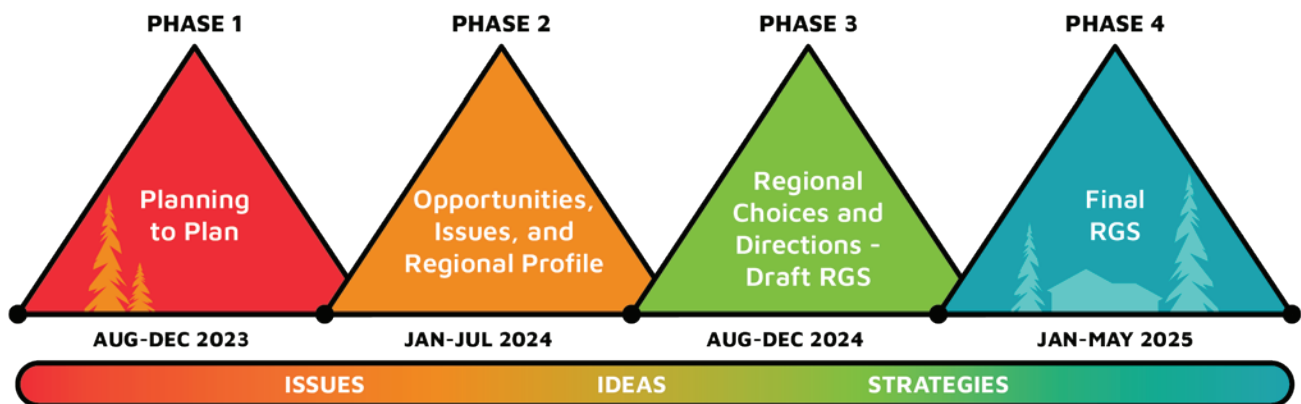 PHASE 1
PHASE 2
PHASE 3
PHASE 4
Planning
to Plan
Opportunities,
Issues, and
Regional Profile
Regional
Choices and
Directions -
Draft RGS
Final
RGS
AUG-DEC 2023
JAN-JUL 2024
AUG-DEC 2024
JAN-MAY 2025
ISSUES
IDEAS
STRATEGIES